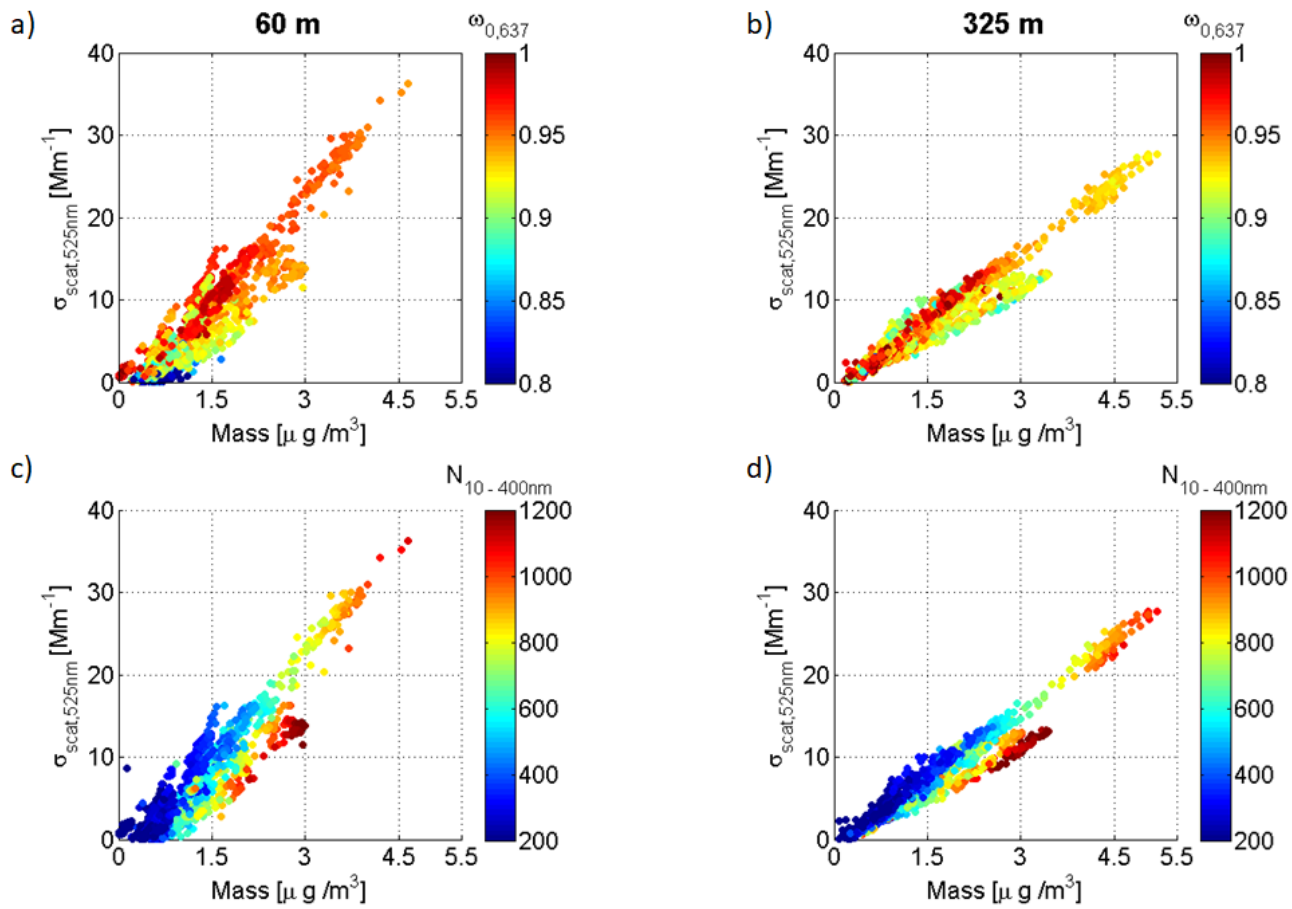 a) 60 m ω0,637
b) 325 m ω0,637
40
30
20
10
0
σscat,525nm [Mm-1]
0 1.5 3 4.5 5.5
Mass [μ g /m3]
1
0.95
0.9
0.85
0.8
40
30
20
10
0
σscat,525nm [Mm-1]
0 1.5 3 4.5 5.5
Mass [μ g /m3]
1
0.95
0.9
0.85
0.8
c) N10 - 400nm
d) N10 - 400nm
40
30
20
10
0
σscat,525nm [Mm-1]
0 1.5 3 4.5 5.5
Mass [μ g /m3]
1200
1000
800
600
400
200
40
30
20
10
0
σscat,525nm [Mm-1]
0 1.5 3 4.5 5.5
Mass [μ g /m3]
1200
1000
800
600
400
200